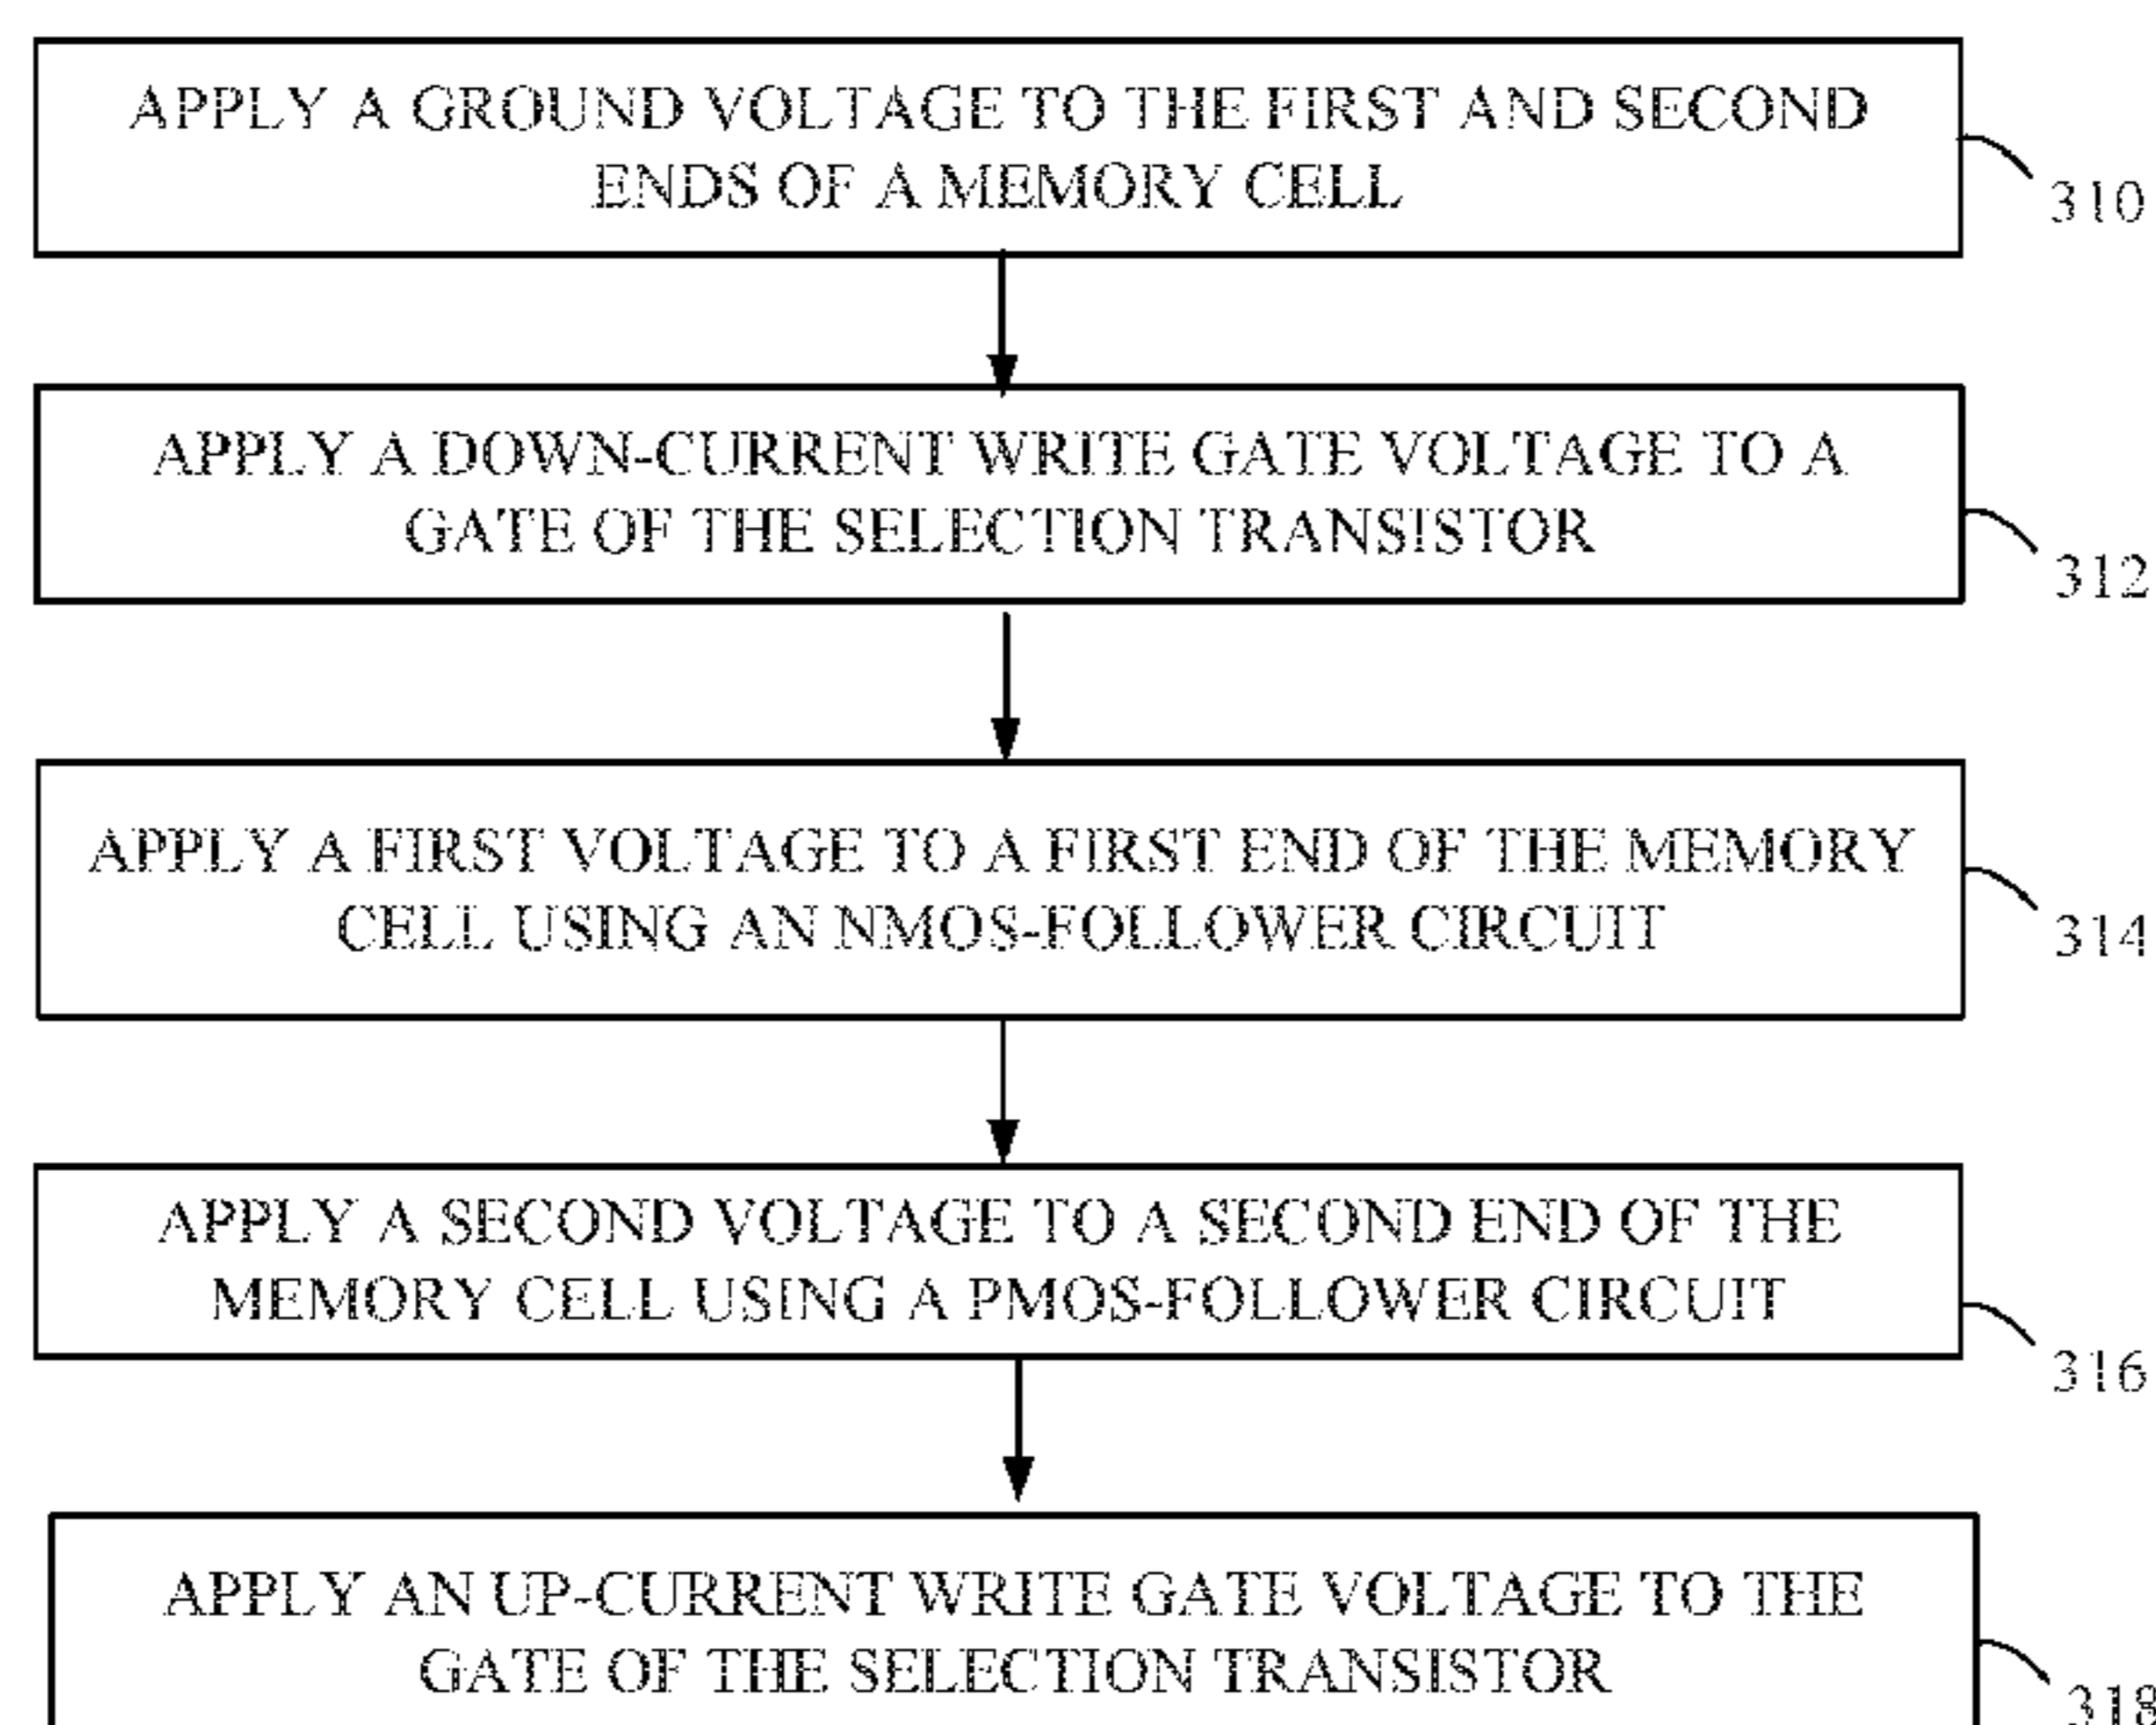 APPLY A GROUND VOLTAGE TO THE FIRST AND SECOND
ENDS OF A MEMORY CELL
310
APPLY A DOWN-CURRENT WRITE GATE VOLTAGE TO A
GATE OF THE SELECTION TRANSISTOR
312
APPLY A FIRST VOLTAGE TO A FIRST END OF THE MEMORY
CELL USING AN NMOS-FOLLOWER CIRCUIT
314
APPLY A SECOND VOLTAGE TO A SECOND END OF THE
MEMORY CELL USING A PMOS-FOLLOWER CIRCUIT
316
APPLY AN UP-CURRENT WRITE GATE VOLTAGE TO THE
GATE OF THE SELECTION TRANSISTOR
318